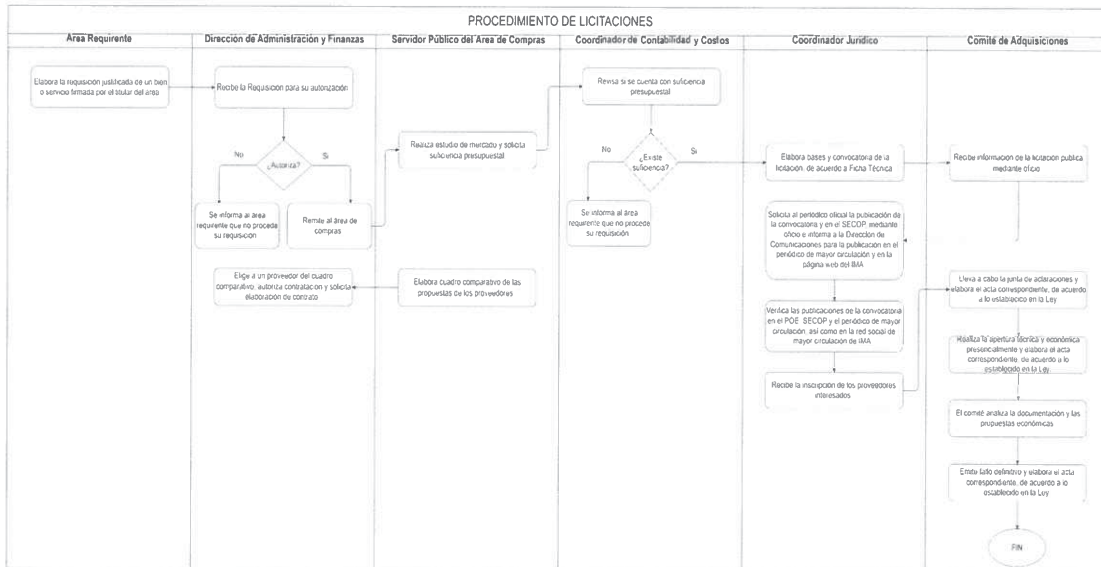 PROCEDIMIENTO DE LICITACIONES
Área Requirente
Dirección de Administración y Finanzas
Servidor Público del Área de Compras
Coordinador de Contabilidad y Costos
Coordinador Jurídico
Comité de Adquisiciones
Elabora la requisición justificada de un bien
o servicio firmada por el titular del área
Recibe la Requisición para su autorización
¿Autoriza?
No
Si
Se informa al área
requirente que no procede
su requisición
Remite al área de
compras
Realiza estudio de mercado y solicita
suficiencia presupuestal
Revisa si se cuenta con suficiencia
presupuestal
¿Existe
suficiencia?
No
Si
Se informa al área
requirente que no procede
su requisición
Elabora bases y convocatoria de la
licitación, de acuerdo a Ficha Técnica
Recibe información de la licitación publica
mediante oficio
Solicita al periódico oficial la publicación de
la convocatoria y en el SECOP, mediante
oficio e informa a la Dirección de
Comunicaciones para la publicación en el
periódico de mayor circulación y en la
página web del IMA
Verifica las publicaciones de la convocatoria
en el POE, SECOP y el periódico de mayor
circulación, así como en la red social de
mayor circulación de IMA
Recibe la inscripción de los proveedores
interesados
Lleva a cabo la junta de aclaraciones y
elabora el acta correspondiente, de acuerdo
a lo establecido en la Ley
Realiza la apertura técnica y económica
presencialmente y elabora el acta
correspondiente, de acuerdo a lo
establecido en la Ley
El comité analiza la documentación y las
propuestas económicas
Emite fallo definitivo y elabora el acta
correspondiente, de acuerdo a lo
establecido en la Ley
FIN
Elabora cuadro comparativo de las
propuestas de los proveedores
Elige a un proveedor del cuadro
comparativo, autoriza contratación y solicita
elaboración de contrato